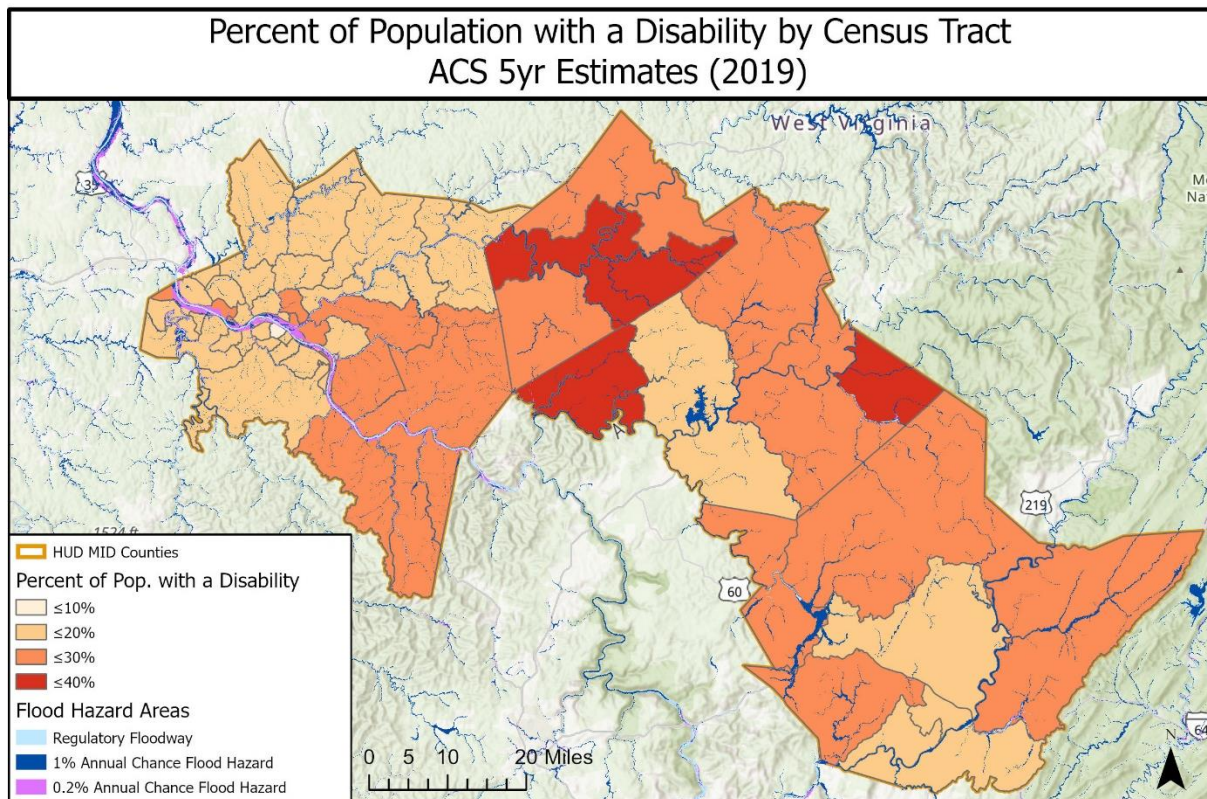 Percent of Population with a Disability by Census Tract
ACS 5yr Estimates (2019)
West Virginia
35
219
60
64
1524 ft
N
HUD MID Counties
Percent of Pop. with a Disability
≤10%
≤20%
≤30%
≤40%
Flood Hazard Areas
Regulatory Floodway
1% Annual Chance Flood Hazard
0.2% Annual Chance Flood Hazard
0 5 10 20 Miles